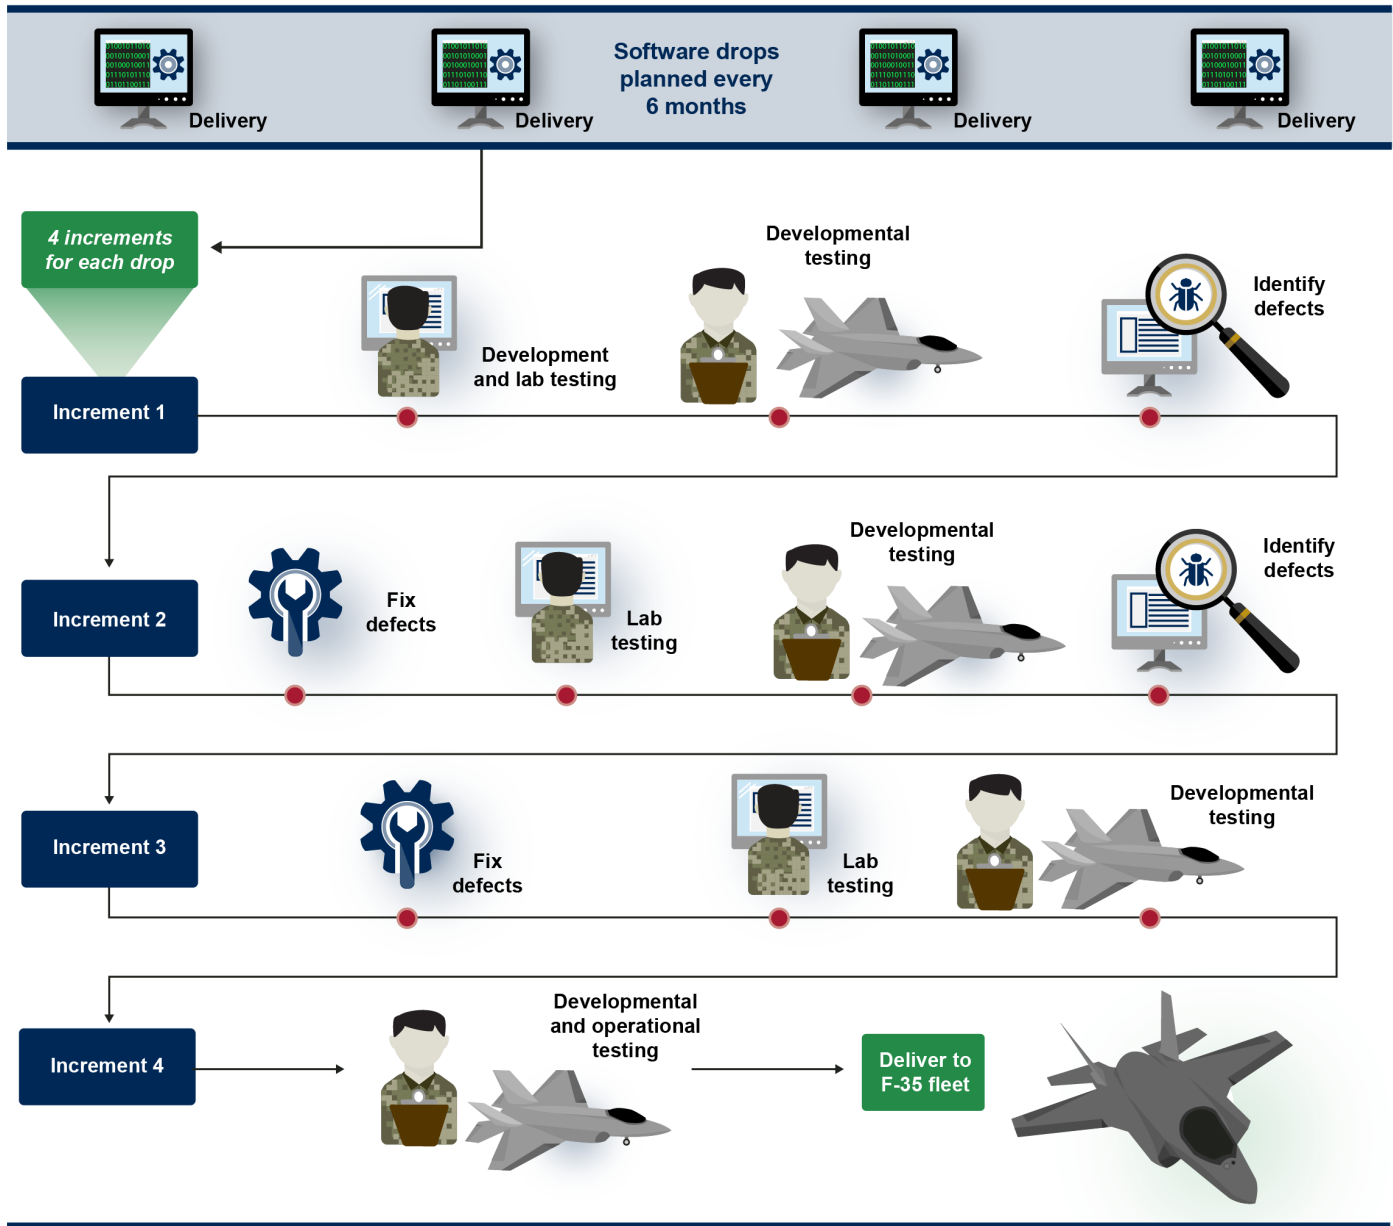 Software drops
planned every
6 months
Delivery
Delivery
Delivery
Delivery
4 increments
for each drop
Increment 1
Development
and lab testing
Developmental
testing
Identify
defects
Increment 2
Fix
defects
Lab
testing
Developmental
testing
Identify
defects
Increment 3
Fix
defects
Lab
testing
Developmental
testing
Increment 4
Developmental
and operational
testing
Deliver to
F-35 fleet